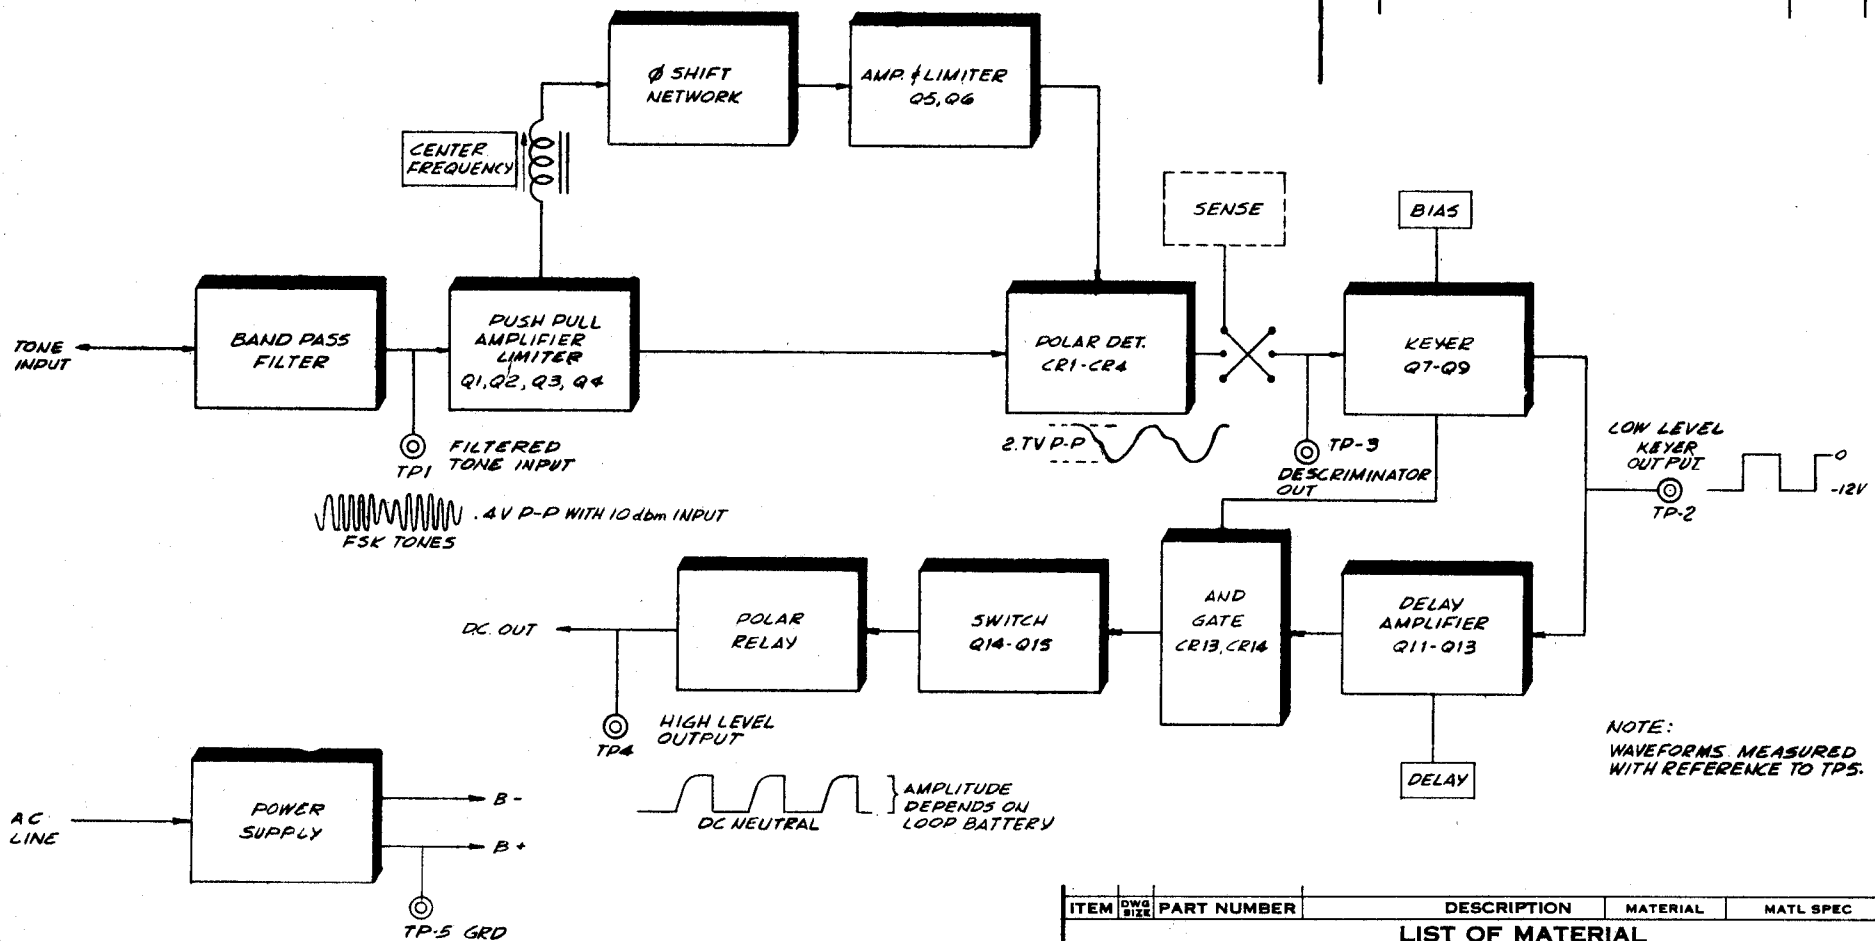 Ø SHIFT
NETWORK
AMP. & LIMITER
Q5, Q6
CENTER
FREQUENCY
SENSE
BIAS
TONE
INPUT
BAND PASS
FILTER
PUSH PULL
AMPLIFIER
LIMITER
Q1, Q2, Q3, Q4
POLAR DET.
CR1-CR4
KEYER
Q7-Q9
TP1
FILTERED
TONE INPUT
.4V P-P WITH 10 dbm INPUT
FSK TONES
2.7V P-P
TP-3
DESCRIMINATOR
OUT
LOW LEVEL
KEYER
OUTPUT
0
-12V
TP-2
D.C. OUT
POLAR
RELAY
SWITCH
Q14-Q15
AND
GATE
CR13, CR14
DELAY
AMPLIFIER
Q11-Q13
TP4
HIGH LEVEL
OUTPUT
DELAY
NOTE:
WAVEFORMS MEASURED
WITH REFERENCE TO TP5.
DC NEUTRAL
AMPLITUDE
DEPENDS ON
LOOP BATTERY
AC
LINE
POWER
SUPPLY
B-
B+
TP-5 GRD
ITEM DWG SIZE PART NUMBER DESCRIPTION MATERIAL MATL SPEC
LIST OF MATERIAL